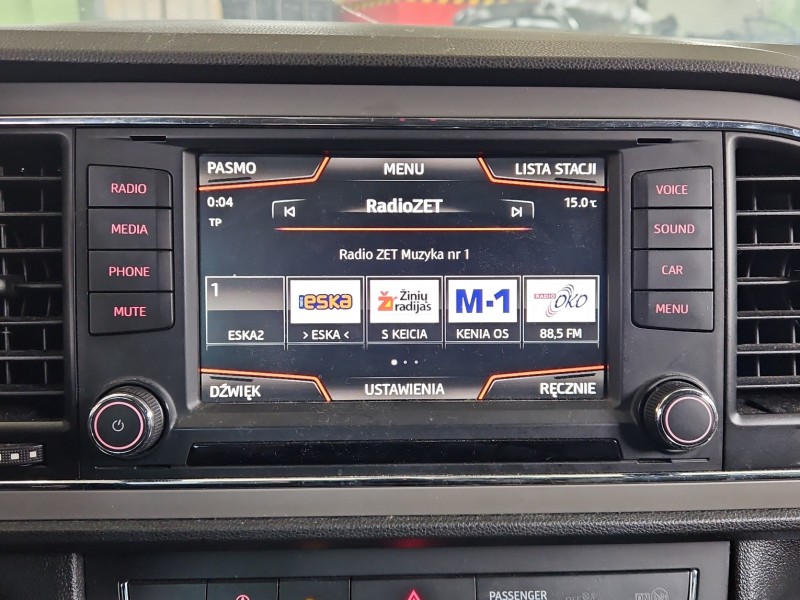 PASMO MENU LISTA STACJI
0:04 RadioZET 15.0℃
TP
Radio ZET Muzyka nr 1
1
eska Žinių radijas M·1 RADIO OKO
ESKA2 > ESKA < S KEICIA KENIA OS 88,5 FM
DŹWIĘK USTAWIENIA RĘCZNIE
RADIO
MEDIA
PHONE
MUTE
VOICE
SOUND
CAR
MENU
PASSENGER
OFF